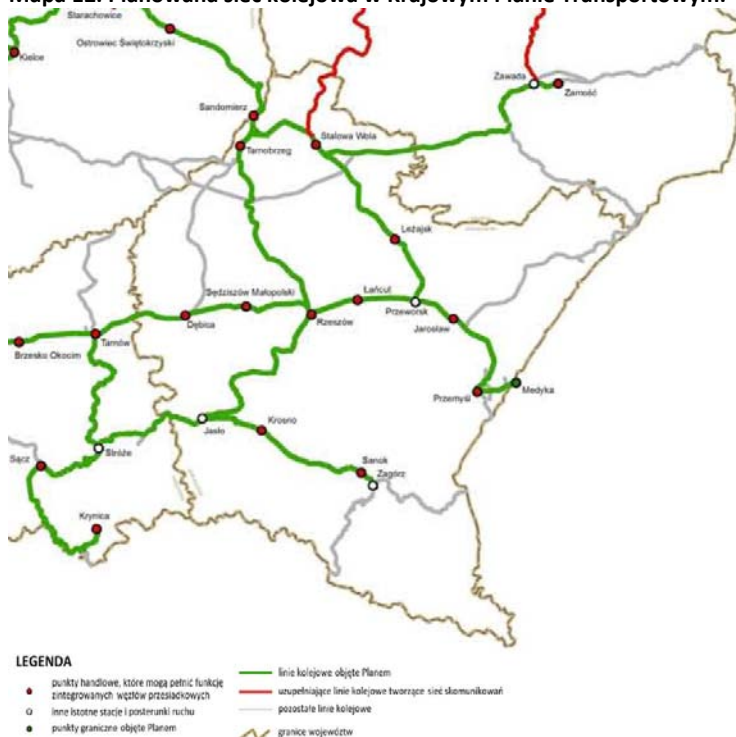 Mapa 22. Planowana sieć kolejowa w Krajowym Planie Transportowym.
Starachowice
Ostrowiec Świętokrzyski
Kielce
Zawada
Zamość
Sandomierz
Stalowa Wola
Tarnobrzeg
Leżajsk
Sędziszów Małopolski
Łańcut
Przeworsk
Rzeszów
Jarosław
Dębica
Tarnów
Brzesko Okocim
Przemyśl
Medyka
Jasło
Krosno
Stróże
Sącz
Sanok
Zagórz
Krynica
LEGENDA
punkty handlowe, które mogą pełnić funkcję
zintegrowanych węzłów przesiadkowych
inne istotne stacje i posterunki ruchu
punkty graniczne objęte Planem
linie kolejowe objęte Planem
uzupełniające linie kolejowe tworzące sieć skomunikowań
pozostałe linie kolejowe
granice województw